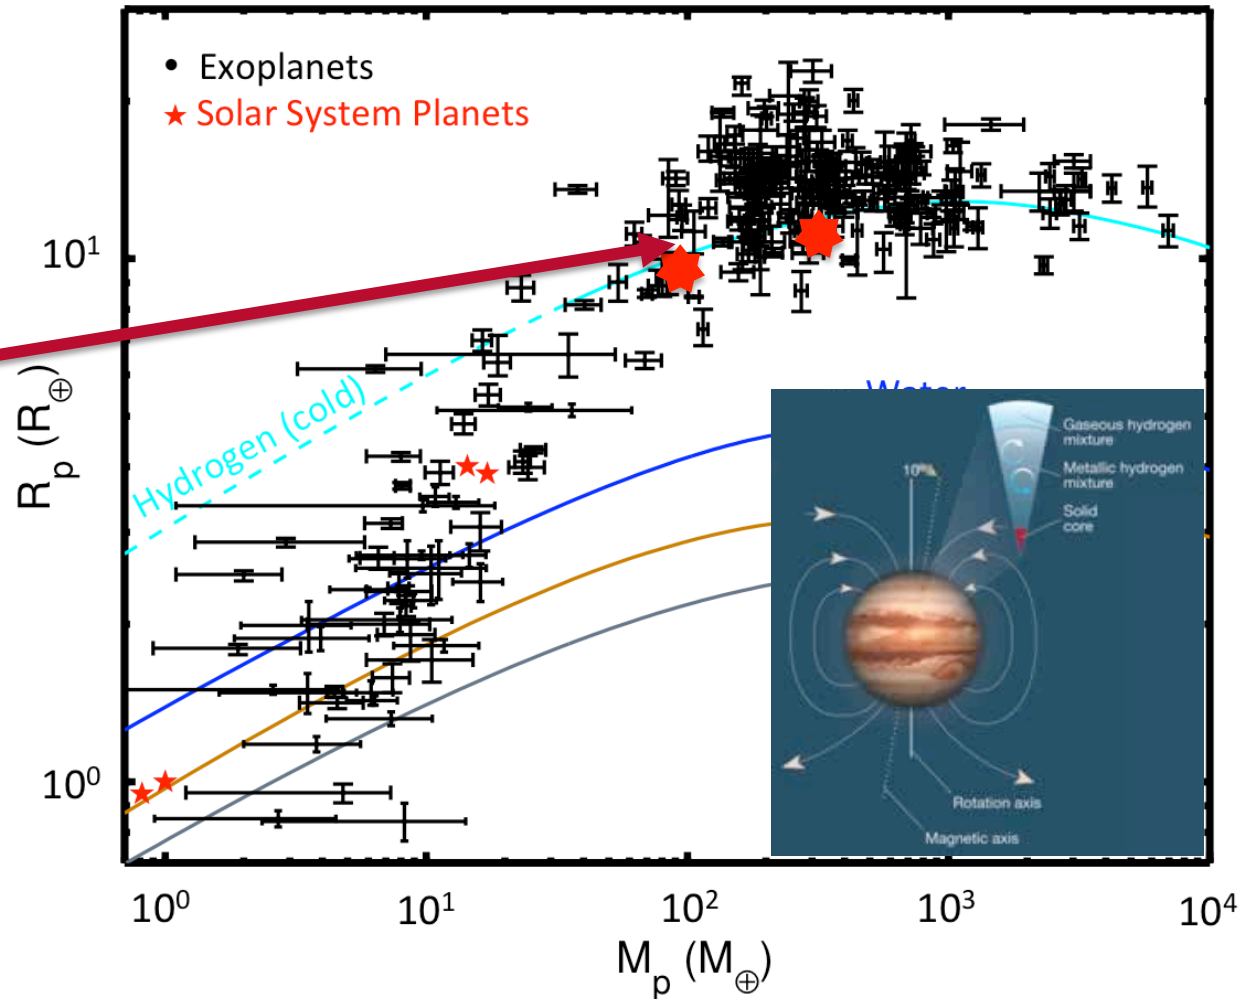 • Exoplanets
★ Solar System Planets
10¹
10⁰
R_p (R_⊕)
Hydrogen (cold)
Water
Gaseous hydrogen
mixture
Metallic hydrogen
mixture
Solid
core
Rotation axis
Magnetic axis
10⁰
10¹
10²
10³
10⁴
M_p (M_⊕)